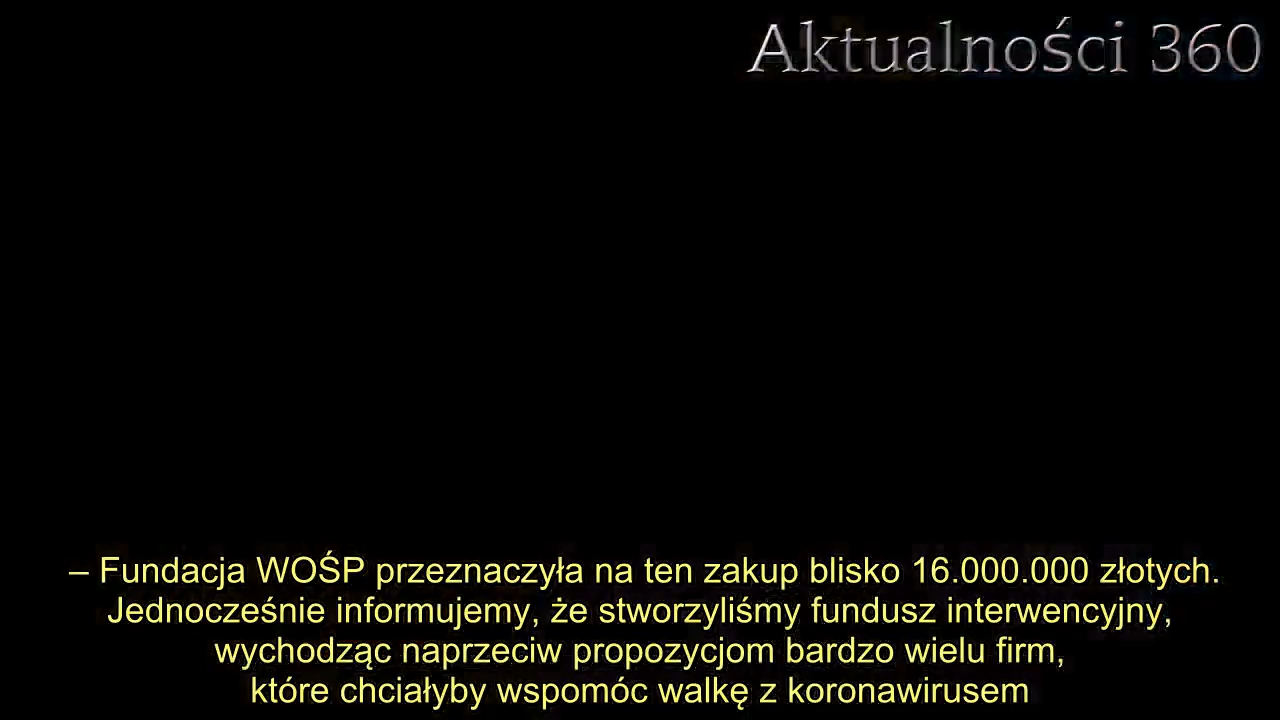 Aktualności 360
– Fundacja WOŚP przeznaczyła na ten zakup blisko 16.000.000 złotych.
Jednocześnie informujemy, że stworzyliśmy fundusz interwencyjny,
wychodząc naprzeciw propozycjom bardzo wielu firm,
które chciałyby wspomóc walkę z koronawirusem